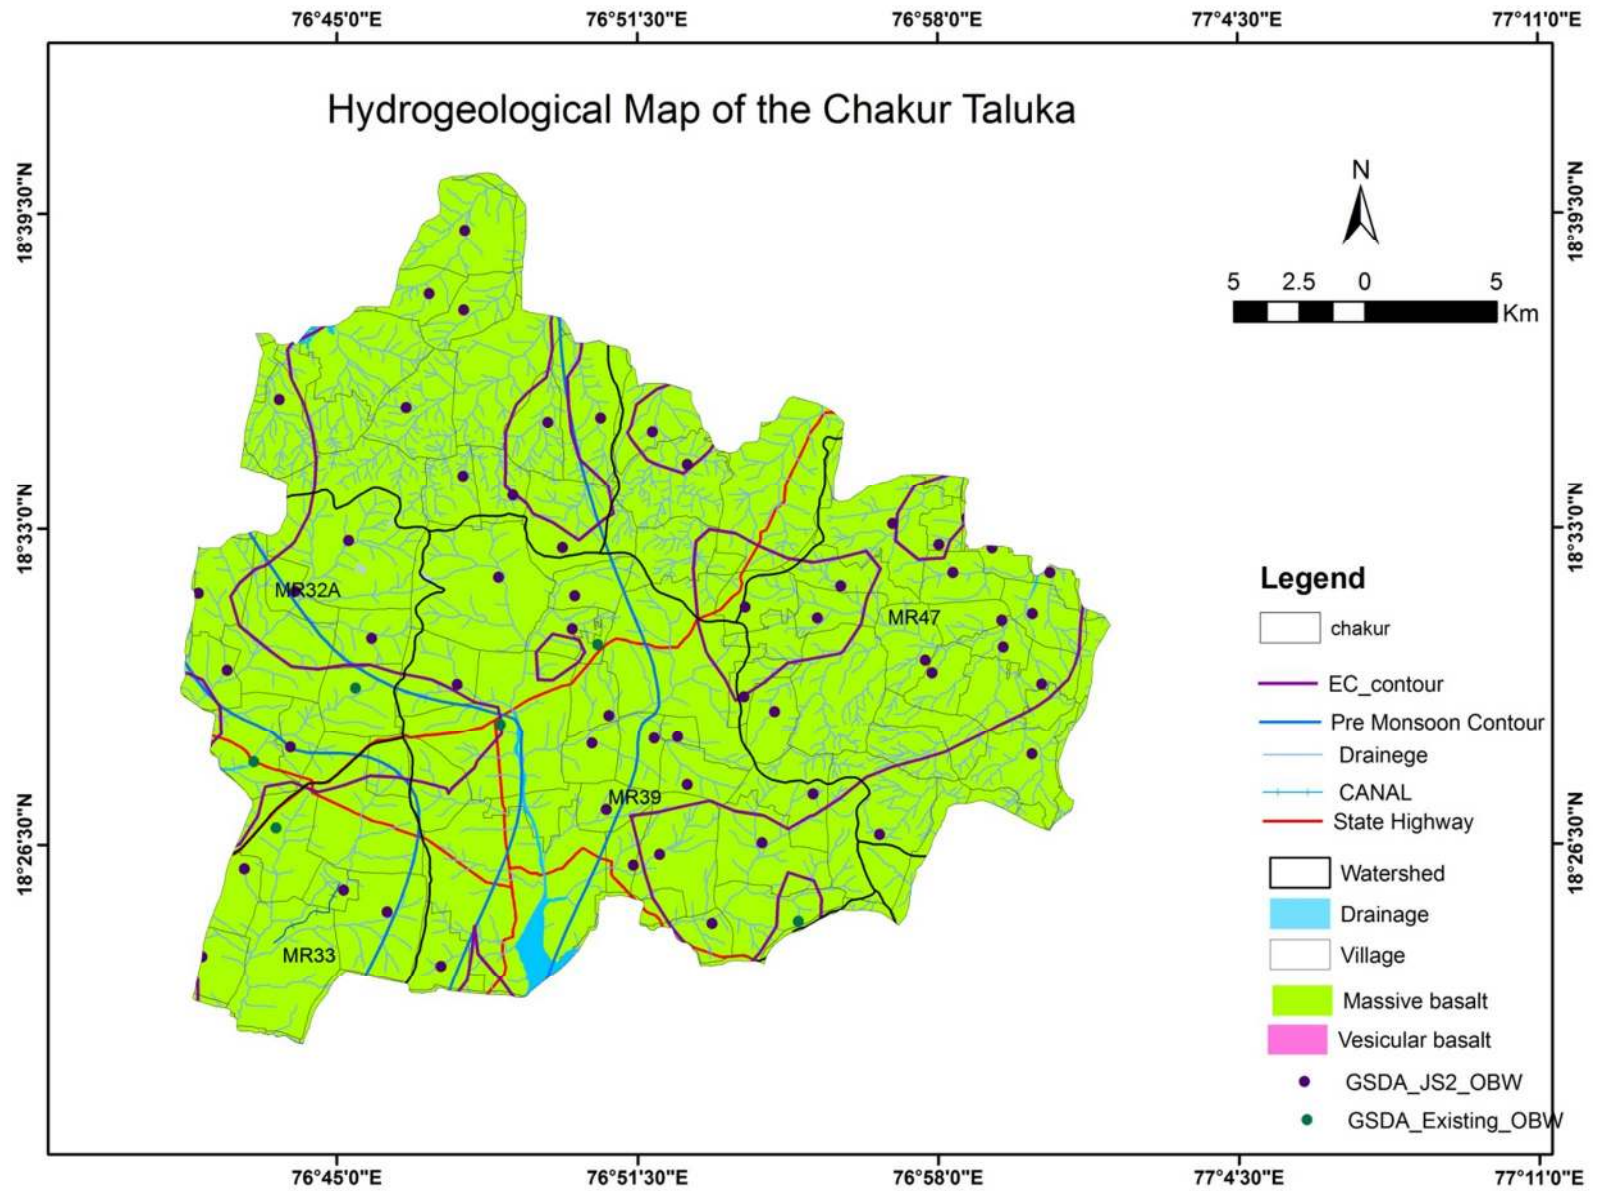 76°45'0"E 76°51'30"E 76°58'0"E 77°4'30"E 77°11'0"E
Hydrogeological Map of the Chakur Taluka
N
18°39'30"N
18°39'30"N
5 2.5 0 5
Km
18°33'0"N
18°33'0"N
MR32A
MR47
MR39
MR33
18°26'30"N
18°26'30"N
Legend
chakur
EC_contour
Pre Monsoon Contour
Drainege
CANAL
State Highway
Watershed
Drainage
Village
Massive basalt
Vesicular basalt
GSDA_JS2_OBW
GSDA_Existing_OBW
76°45'0"E 76°51'30"E 76°58'0"E 77°4'30"E 77°11'0"E